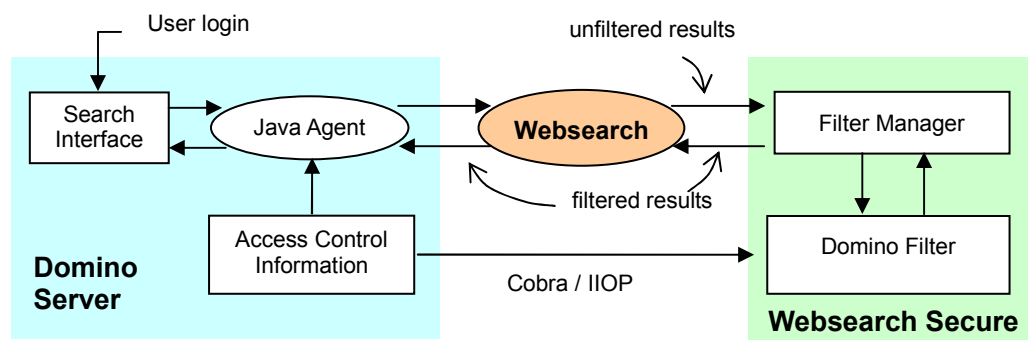 User login
unfiltered results
Search
Interface
Java Agent
Websearch
Filter Manager
filtered results
Access Control
Information
Domino Filter
Domino
Server
Cobra / IIOP
Websearch Secure